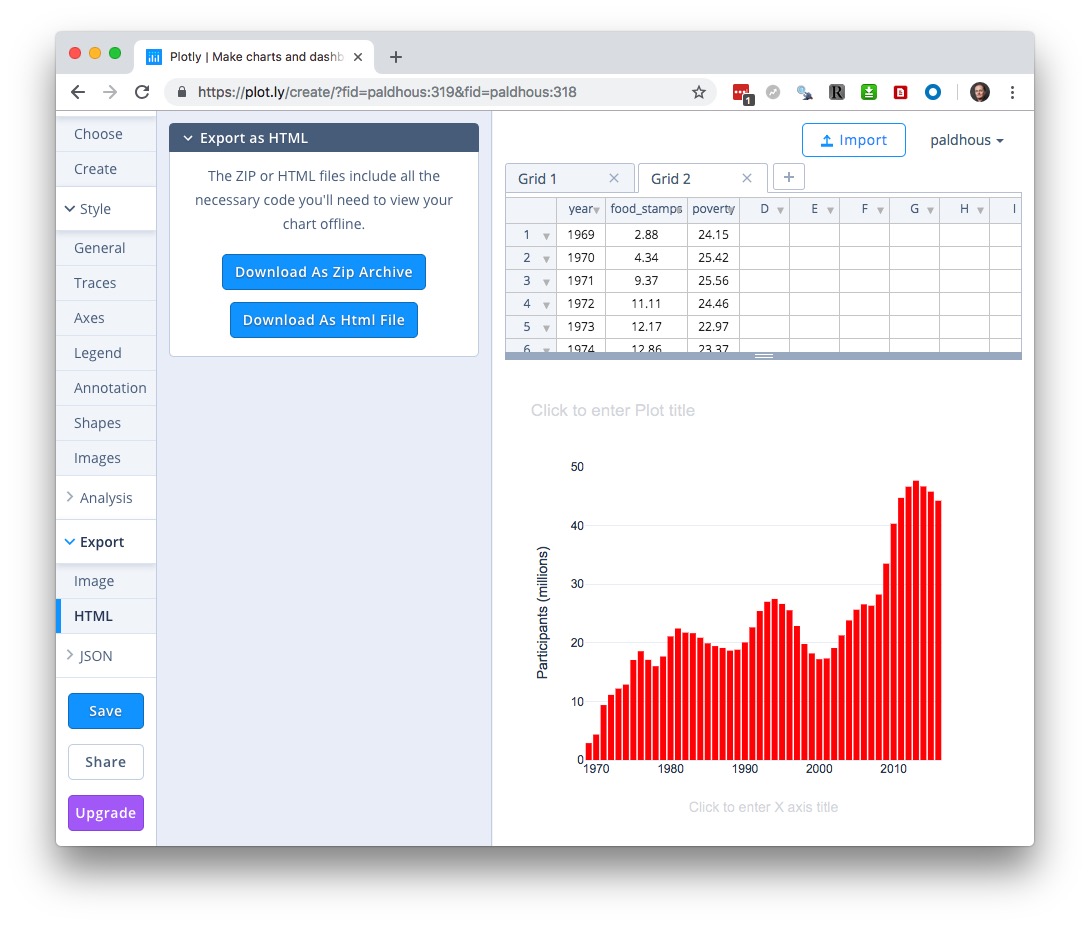 Plotly | Make charts and dashb
https://plot.ly/create/?fid=paldhous:319&fid=paldhous:318
1
R
Choose
Create
Style
General
Traces
Axes
Legend
Annotation
Shapes
Images
Analysis
Export
Image
HTML
JSON
Save
Share
Upgrade
Export as HTML
The ZIP or HTML files include all the
necessary code you'll need to view your
chart offline.
Download As Zip Archive
Download As Html File
Import
paldhous
Grid 1
Grid 2
year food_stamps poverty D E F G H I
1 1969 2.88 24.15
2 1970 4.34 25.42
3 1971 9.37 25.56
4 1972 11.11 24.46
5 1973 12.17 22.97
6 1974 12.86 23.37
Click to enter Plot title
50
40
30
20
10
0
Participants (millions)
1970 1980 1990 2000 2010
Click to enter X axis title